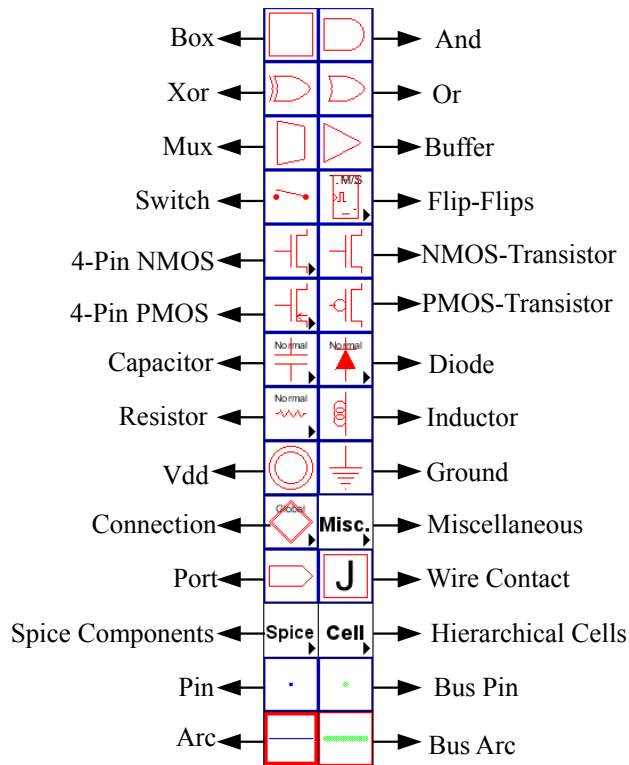 Box And
Xor Or
Mux Buffer
Switch M/S Flip-Flips
4-Pin NMOS NMOS-Transistor
4-Pin PMOS PMOS-Transistor
Capacitor Normal Normal Diode
Resistor Normal Inductor
Vdd Ground
Connection Global Misc. Miscellaneous
Port J Wire Contact
Spice Components Spice Cell Hierarchical Cells
Pin Bus Pin
Arc Bus Arc